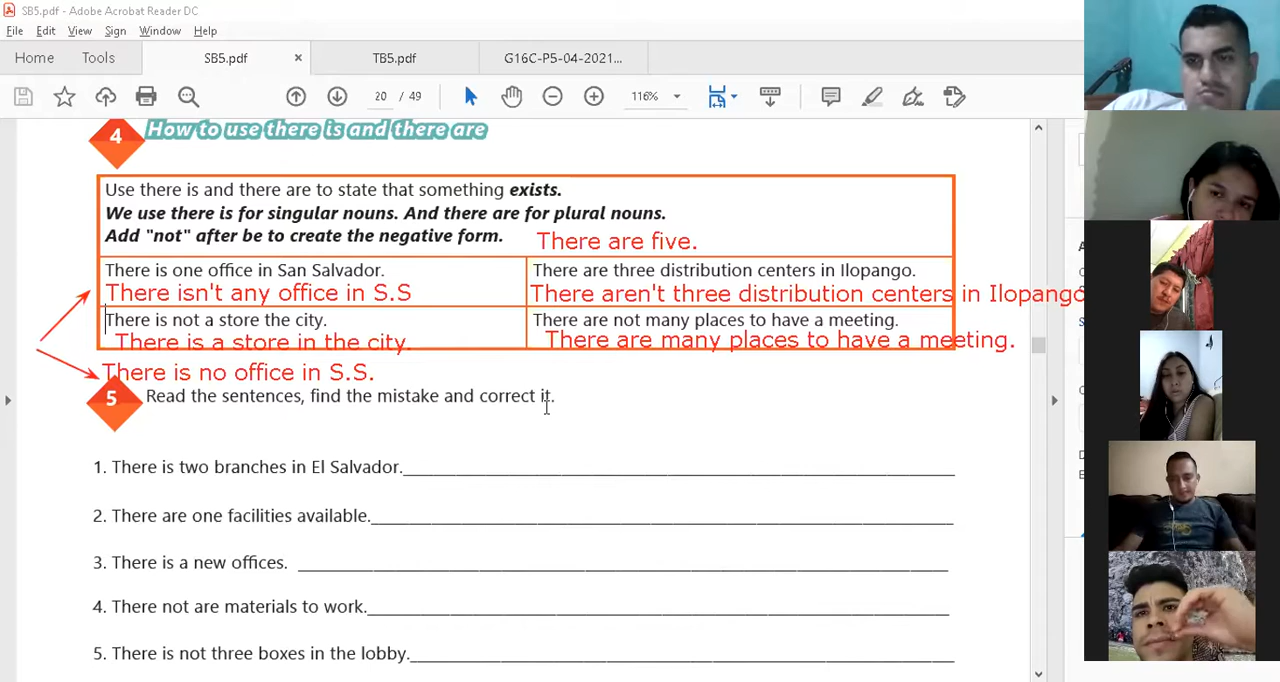 SB5.pdf - Adobe Acrobat Reader DC
File Edit View Sign Window Help
Home Tools SB5.pdf × TB5.pdf G16C-P5-04-2021...
20 / 49 116%
4 How to use there is and there are
Use there is and there are to state that something exists.
We use there is for singular nouns. And there are for plural nouns.
Add "not" after be to create the negative form. There are five.
There is one office in San Salvador. There are three distribution centers in Ilopango.
There isn't any office in S.S There aren't three distribution centers in Ilopango
There is not a store the city. There are not many places to have a meeting.
There is a store in the city. There are many places to have a meeting.
There is no office in S.S.
5 Read the sentences, find the mistake and correct it.
1. There is two branches in El Salvador.
2. There are one facilities available.
3. There is a new offices.
4. There not are materials to work.
5. There is not three boxes in the lobby.